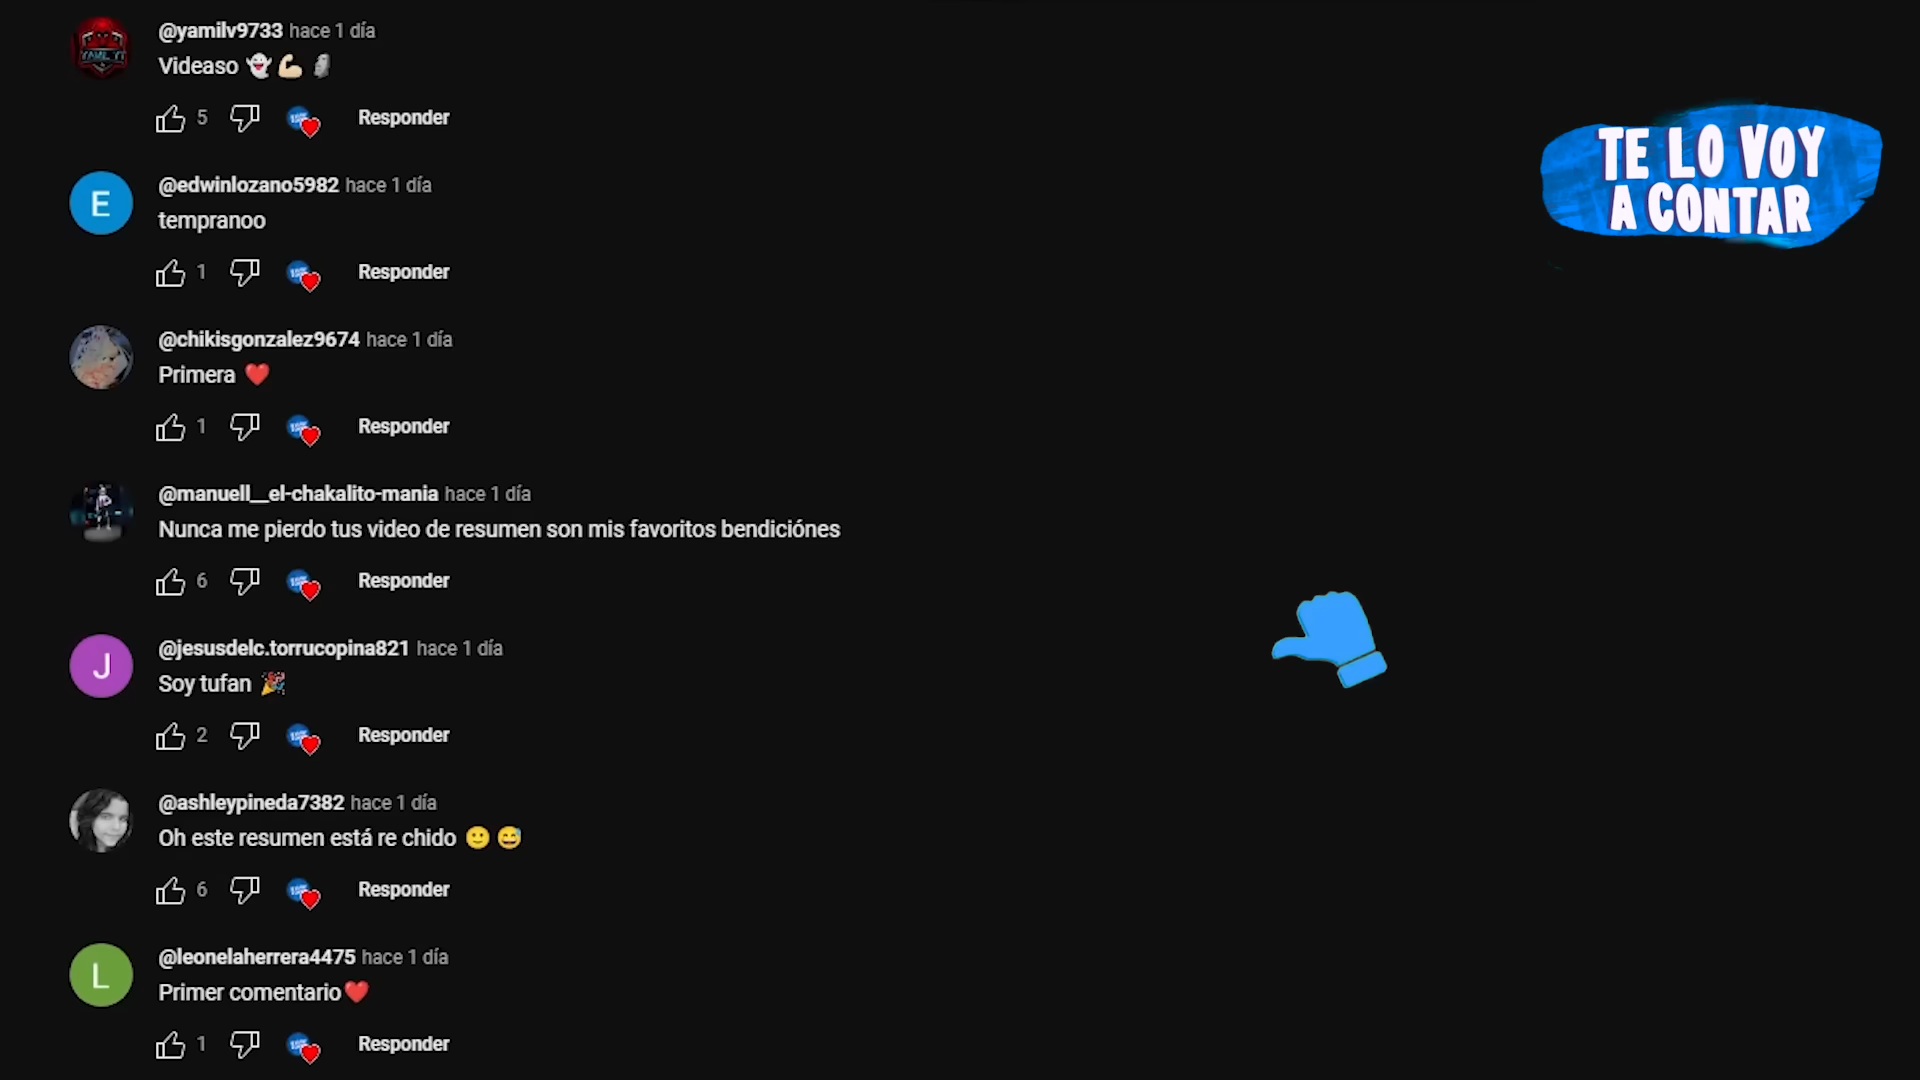 @yamilv9733 hace 1 día
Videaso 👻💪🏻🗿
5 Responder
E
@edwinlozano5982 hace 1 día
tempranoo
1 Responder
@chikisgonzalez9674 hace 1 día
Primera ❤️
1 Responder
@manuell__el-chakalito-mania hace 1 día
Nunca me pierdo tus video de resumen son mis favoritos bendiciónes
6 Responder
J
@jesusdelc.torrucopina821 hace 1 día
Soy tufan 🎉
2 Responder
@ashleypineda7382 hace 1 día
Oh este resumen está re chido 🙂😅
6 Responder
L
@leonelaherrera4475 hace 1 día
Primer comentario❤️
1 Responder
TE LO VOY
A CONTAR